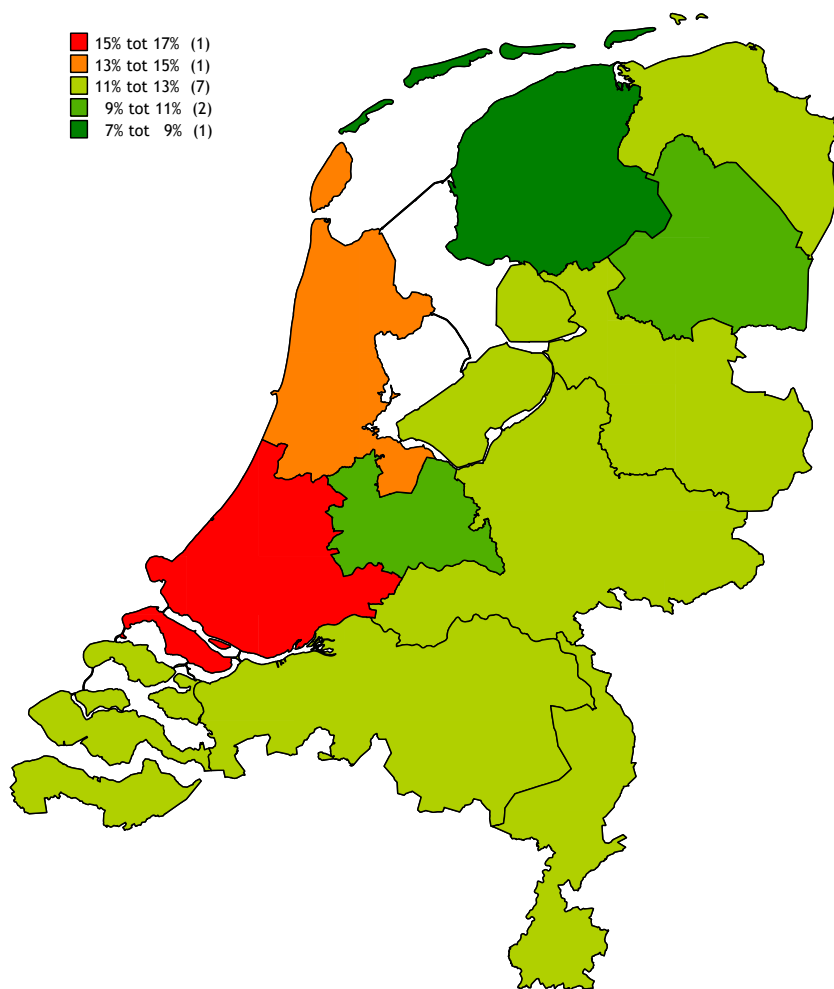 15% tot 17% (1)
13% tot 15% (1)
11% tot 13% (7)
9% tot 11% (2)
7% tot 9% (1)